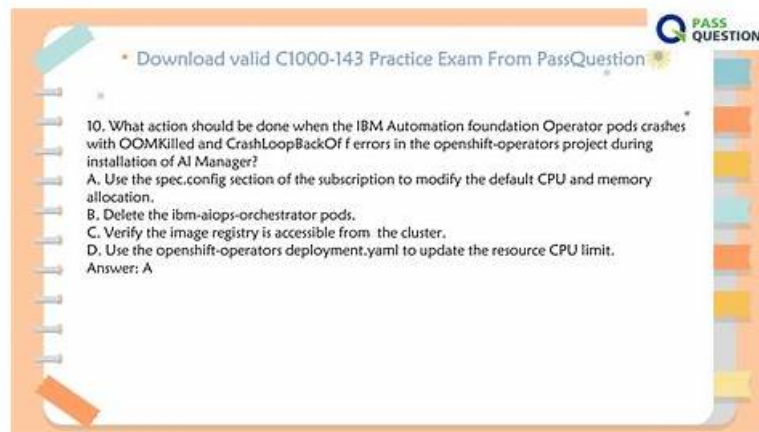 PASS
QUESTION
• Download valid C1000-143 Practice Exam From PassQuestion
10. What action should be done when the IBM Automation foundation Operator pods crashes
with OOMKilled and CrashLoopBackOf f errors in the openshift-operators project during
installation of AI Manager?
A. Use the spec.config section of the subscription to modify the default CPU and memory
allocation.
B. Delete the ibm-aiops-orchestrator pods.
C. Verify the image registry is accessible from the cluster.
D. Use the openshift-operators deployment.yaml to update the resource CPU limit.
Answer: A